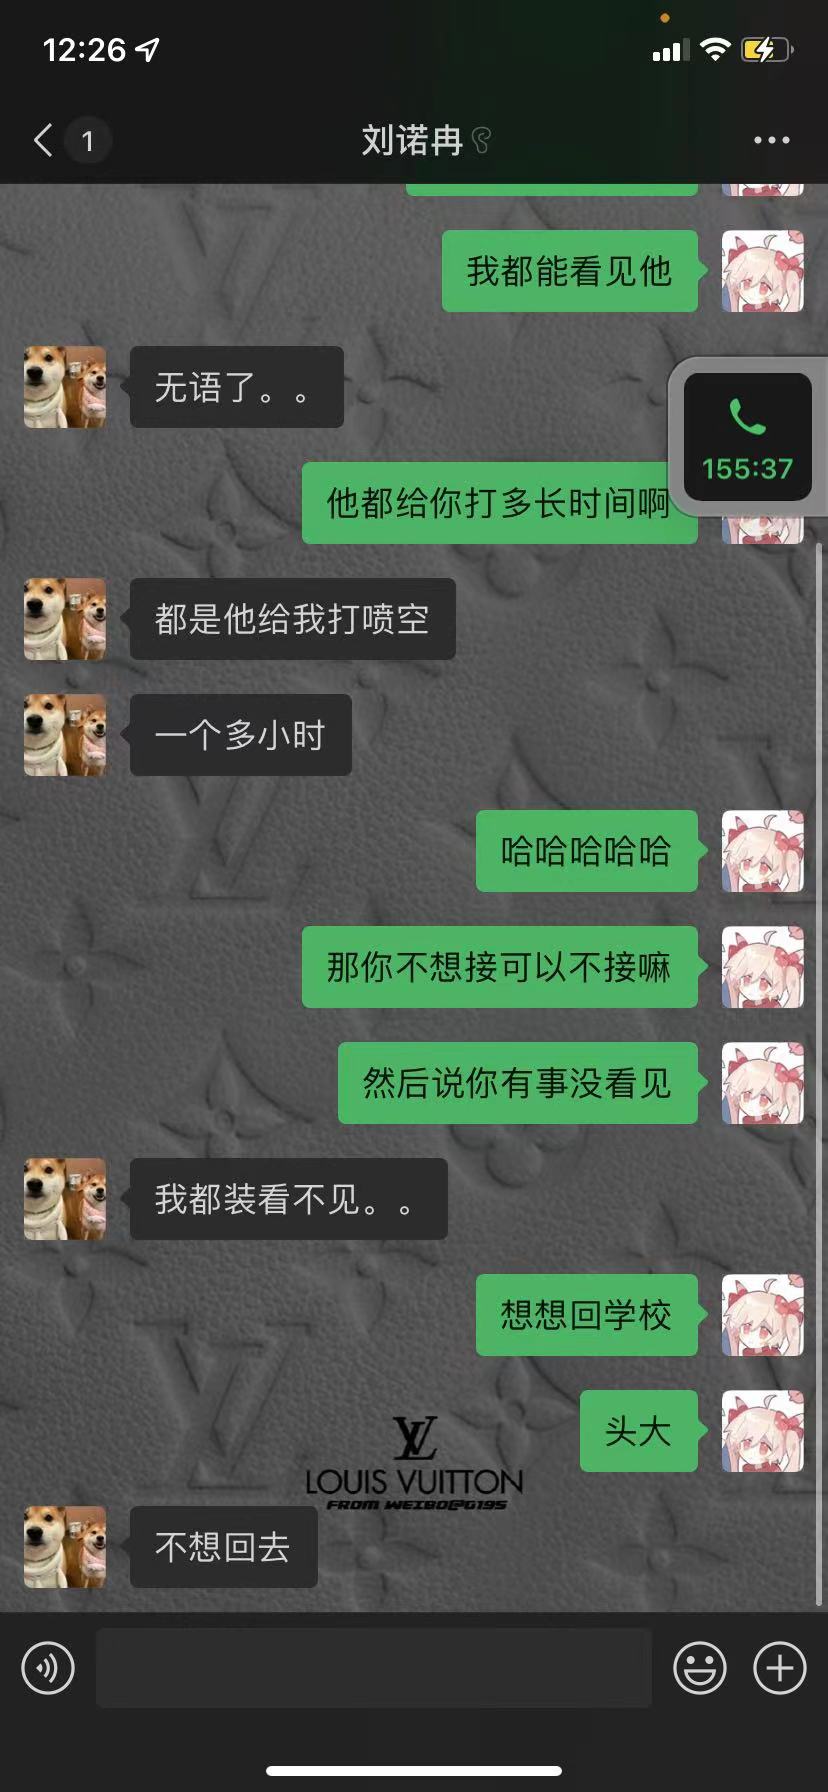 12:26
1
刘诺冉
我都能看见他
无语了。。
155:37
他都给你打多长时间啊
都是他给我打喷空
一个多小时
哈哈哈哈哈
那你不想接可以不接嘛
然后说你有事没看见
我都装看不见。。
想想回学校
头大
LV
LOUIS VUITTON
FROM WEIBO@G195
不想回去